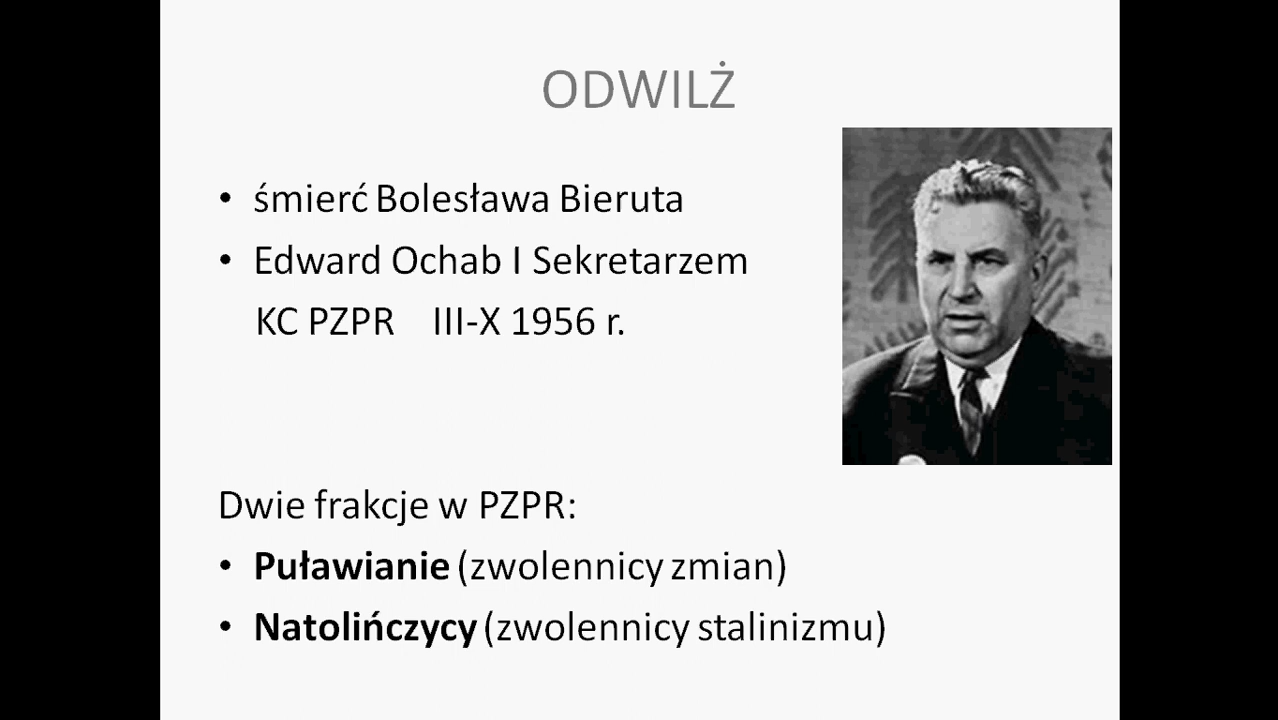 ODWILŻ
• śmierć Bolesława Bieruta
• Edward Ochab I Sekretarzem
KC PZPR III-X 1956 r.
Dwie frakcje w PZPR:
• Puławianie (zwolennicy zmian)
• Natolińczycy (zwolennicy stalinizmu)